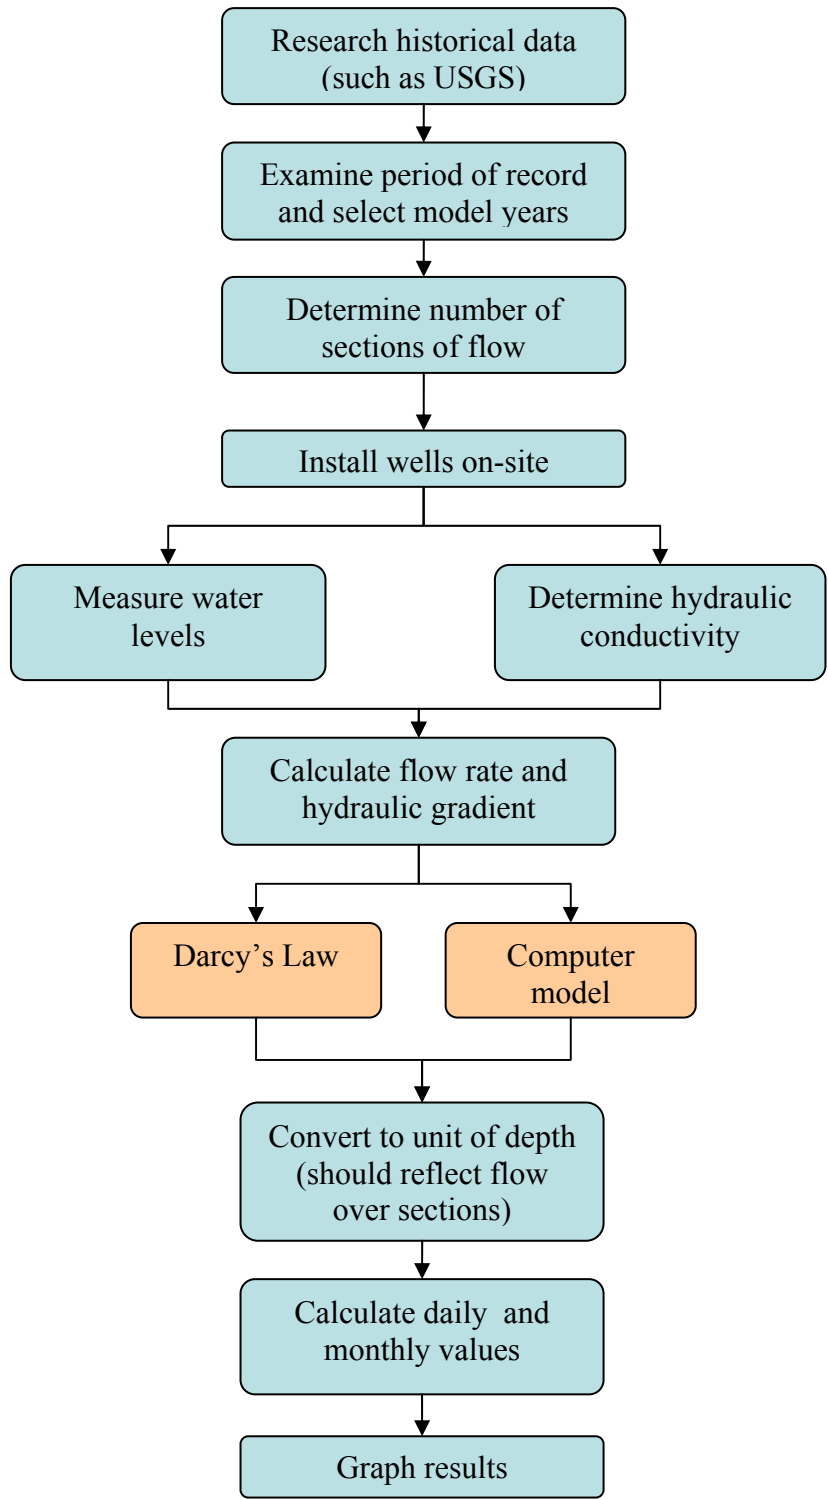 Research historical data
(such as USGS)
Examine period of record
and select model years
Determine number of
sections of flow
Install wells on-site
Measure water
levels
Determine hydraulic
conductivity
Calculate flow rate and
hydraulic gradient
Darcy’s Law
Computer
model
Convert to unit of depth
(should reflect flow
over sections)
Calculate daily  and
monthly values
Graph results